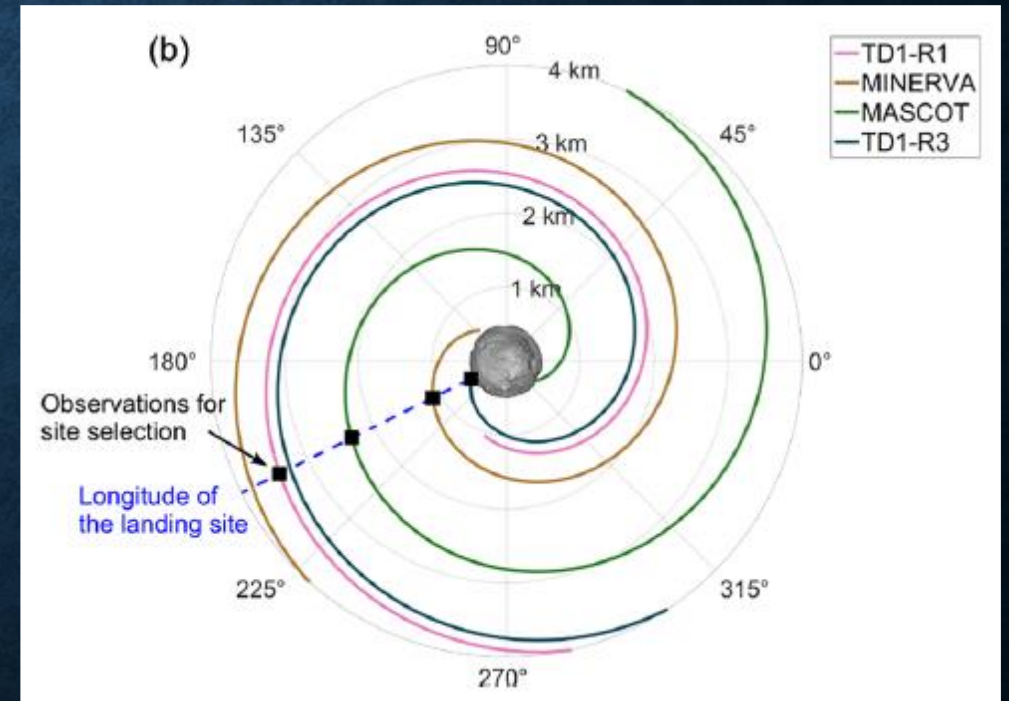 (b)
90°
4 km
TD1-R1
MINERVA
MASCOT
TD1-R3
135°
3 km
45°
2 km
1 km
180°
0°
Observations for
site selection
Longitude of
the landing site
225°
315°
270°